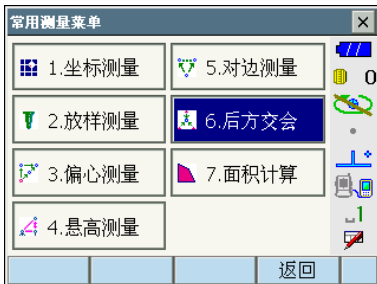 常用测量菜单
1.坐标测量
5.对边测量
2.放样测量
6.后方交会
3.偏心测量
7.面积计算
4.悬高测量
返回
0
1